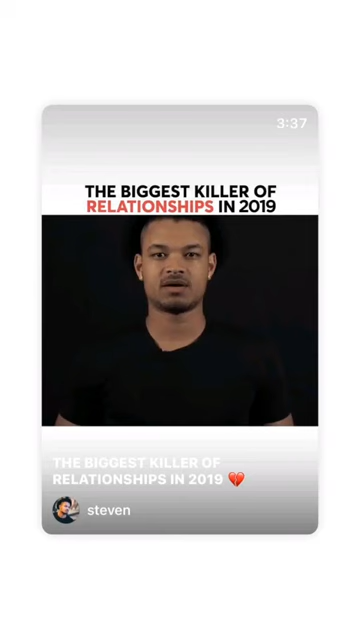 3:37
THE BIGGEST KILLER OF
RELATIONSHIPS IN 2019
THE BIGGEST KILLER OF
RELATIONSHIPS IN 2019 💔
steven